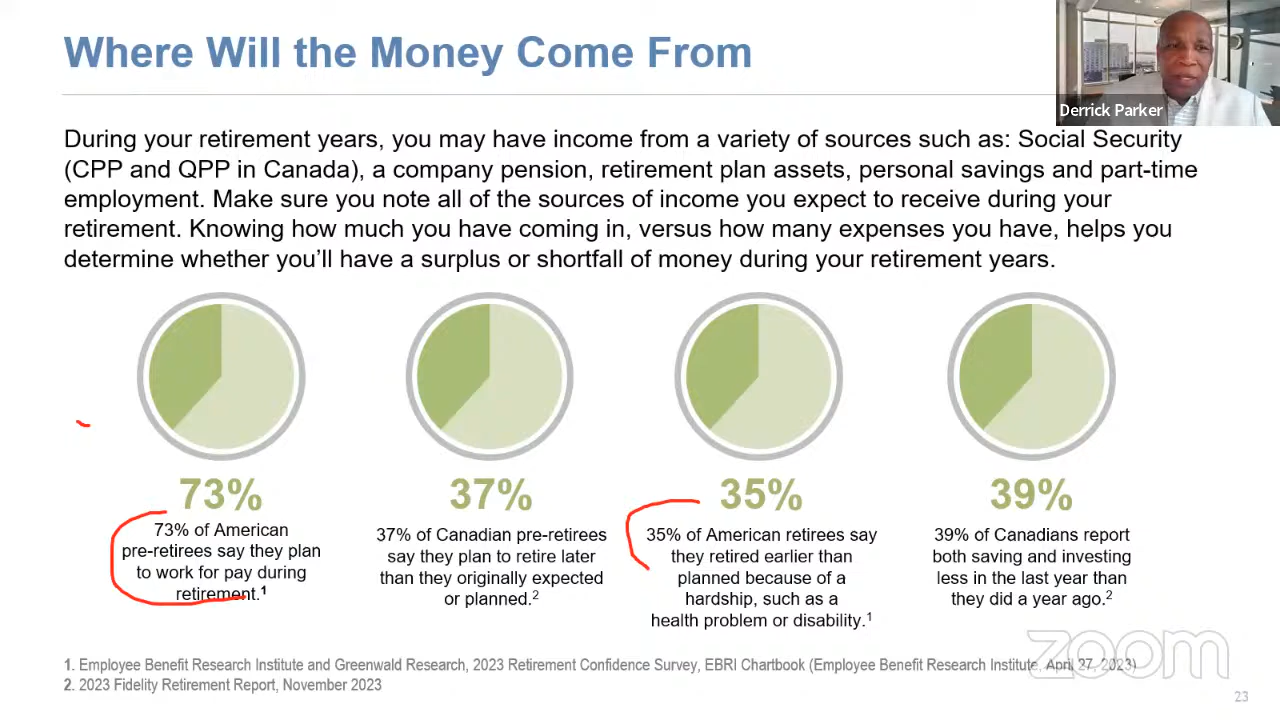 Where Will the Money Come From
Derrick Parker
During your retirement years, you may have income from a variety of sources such as: Social Security
(CPP and QPP in Canada), a company pension, retirement plan assets, personal savings and part-time
employment. Make sure you note all of the sources of income you expect to receive during your
retirement. Knowing how much you have coming in, versus how many expenses you have, helps you
determine whether you’ll have a surplus or shortfall of money during your retirement years.
73%
73% of American
pre-retirees say they plan
to work for pay during
retirement.1
37%
37% of Canadian pre-retirees
say they plan to retire later
than they originally expected
or planned.2
35%
35% of American retirees say
they retired earlier than
planned because of a
hardship, such as a
health problem or disability.1
39%
39% of Canadians report
both saving and investing
less in the last year than
they did a year ago.2
1. Employee Benefit Research Institute and Greenwald Research, 2023 Retirement Confidence Survey, EBRI Chartbook (Employee Benefit Research Institute, April 27, 2023)
2. 2023 Fidelity Retirement Report, November 2023
zoom
23